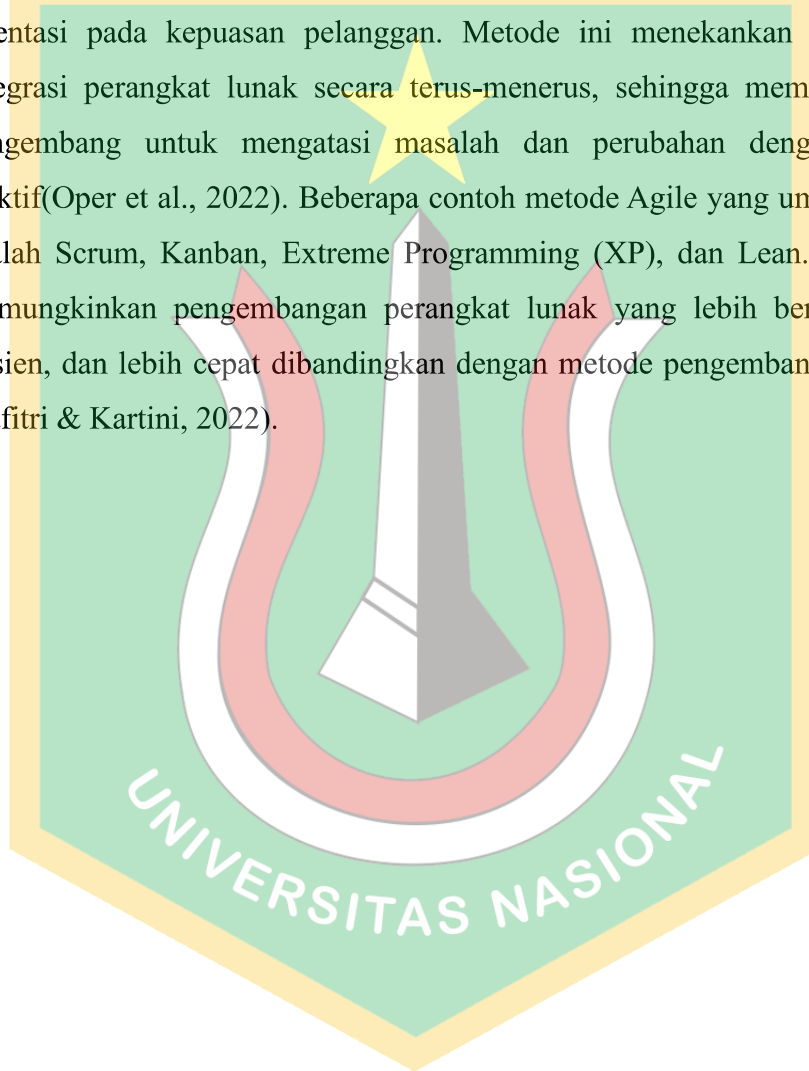 entasi pada kepuasan pelanggan. Metode ini menekankan
egrasi perangkat lunak secara terus-menerus, sehingga mem
gembang untuk mengatasi masalah dan perubahan deng
ktif(Oper et al., 2022). Beberapa contoh metode Agile yang un
lah Scrum, Kanban, Extreme Programming (XP), dan Lean.
mungkinkan pengembangan perangkat lunak yang lebih ber
sien, dan lebih cepat dibandingkan dengan metode pengemban
fitri & Kartini, 2022).
UNIVERSITAS NASIONAL